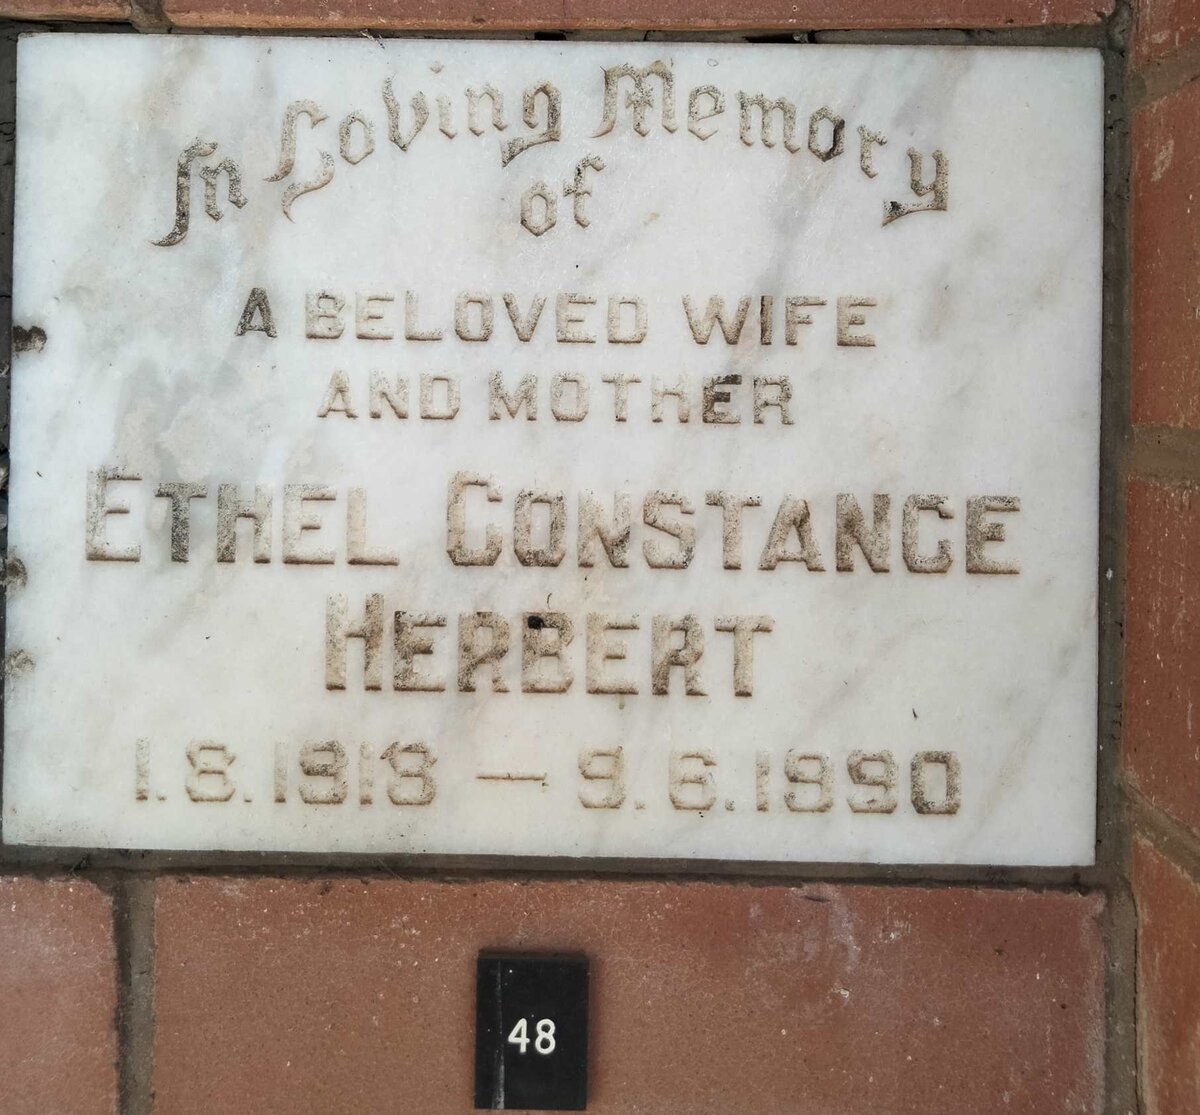 In Loving Memory
of
A BELOVED WIFE
AND MOTHER
ETHEL CONSTANCE
HERBERT
1.8.1918 — 9.6.1990
48